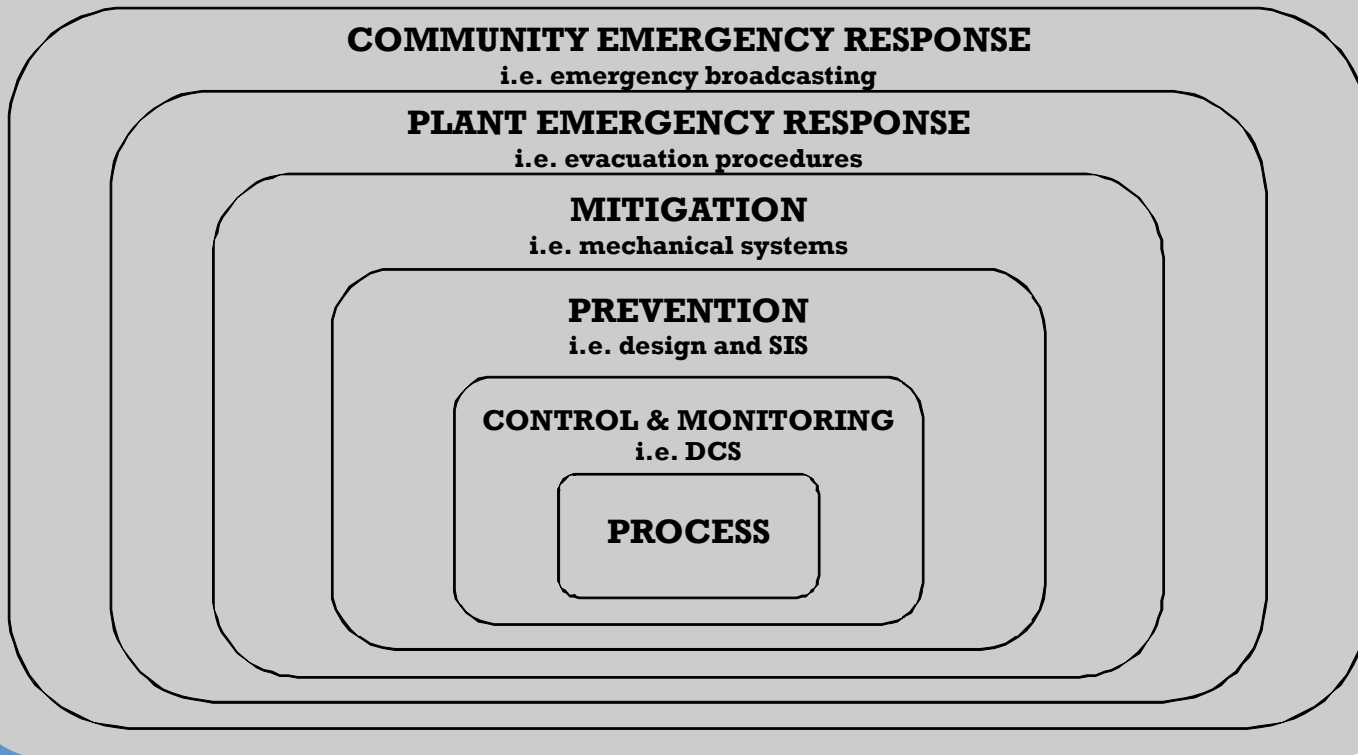 COMMUNITY EMERGENCY RESPONSE
i.e. emergency broadcasting
PLANT EMERGENCY RESPONSE
i.e. evacuation procedures
MITIGATION
i.e. mechanical systems
PREVENTION
i.e. design and SIS
CONTROL & MONITORING
i.e. DCS
PROCESS